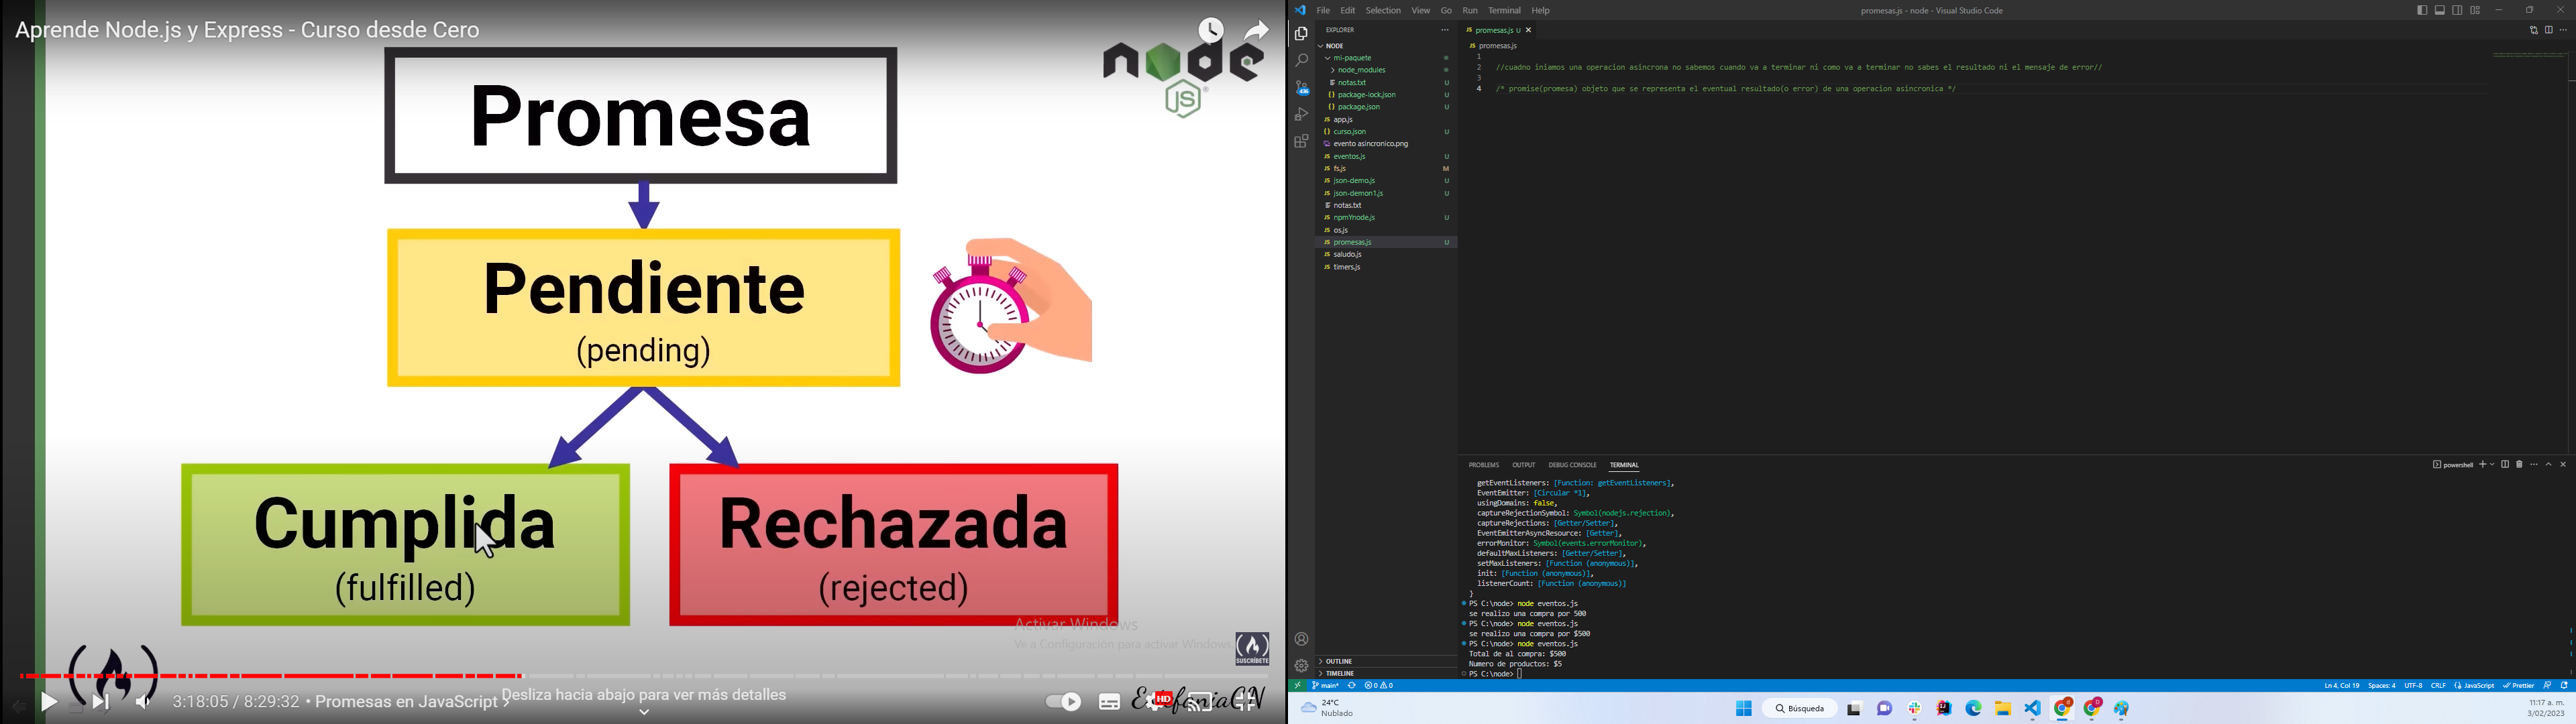 Aprende Node.js y Express - Curso desde Cero
node
JS
Promesa
Pendiente
(pending)
Cumplida
(fulfilled)
Rechazada
(rejected)
Activar Windows
Ve a Configuración para activar Windows.
SUSCRÍBETE
3:18:05 / 8:29:32 • Promesas en JavaScript >
Desliza hacia abajo para ver más detalles
HD
EstefaniaCN
File Edit Selection View Go Run Terminal Help
promesas.js - node - Visual Studio Code
EXPLORER
NODE
mi-paquete
node_modules
notas.txt U
package-lock.json U
package.json U
app.js
curso.json U
evento asincronico.png
eventos.js U
fs.js M
json-demo.js U
json-demon1.js U
notas.txt
npmYnode.js U
os.js
promesas.js U
saludo.js
timers.js
OUTLINE
TIMELINE
JS promesas.js U
JS promesas.js
1
2 //cuadno iniamos una operacion asincrona no sabemos cuando va a terminar ni como va a terminar no sabes el resultado ni el mensaje de error//
3
4 /* promise(promesa) objeto que se representa el eventual resultado(o error) de una operacion asincronica */
PROBLEMS OUTPUT DEBUG CONSOLE TERMINAL
powershell
getEventListeners: [Function: getEventListeners],
EventEmitter: [Circular *1],
usingDomains: false,
captureRejectionSymbol: Symbol(nodejs.rejection),
captureRejections: [Getter/Setter],
EventEmitterAsyncResource: [Getter],
errorMonitor: Symbol(events.errorMonitor),
defaultMaxListeners: [Getter/Setter],
setMaxListeners: [Function (anonymous)],
init: [Function (anonymous)],
listenerCount: [Function (anonymous)]
}
PS C:\node> node eventos.js
se realizo una compra por 500
PS C:\node> node eventos.js
se realizo una compra por $500
PS C:\node> node eventos.js
Total de al compra: $500
Numero de productos: $5
PS C:\node>
main* 0 0
Ln 4, Col 19 Spaces: 4 UTF-8 CRLF JavaScript Prettier
24°C
Nublado
Búsqueda
11:17 a. m.
3/02/2023